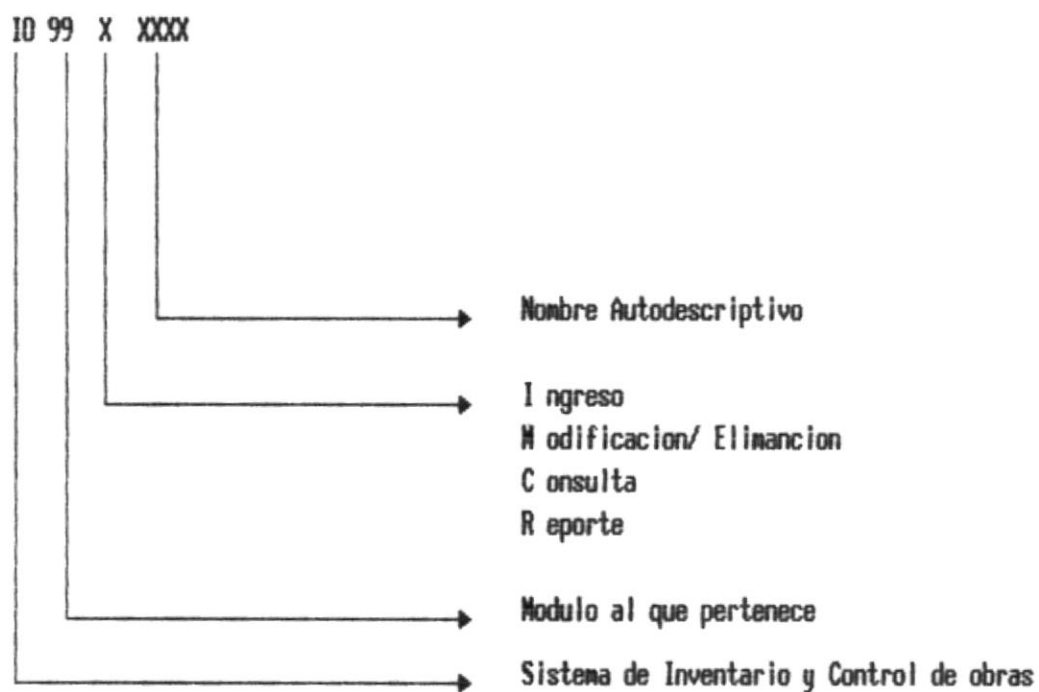 IO 99 X XXXX
Nombre Autodescriptivo
I ngreso
M odificacion/ Elimancion
C onsulta
R eporte
Modulo al que pertenece
Sistema de Inventario y Control de obras